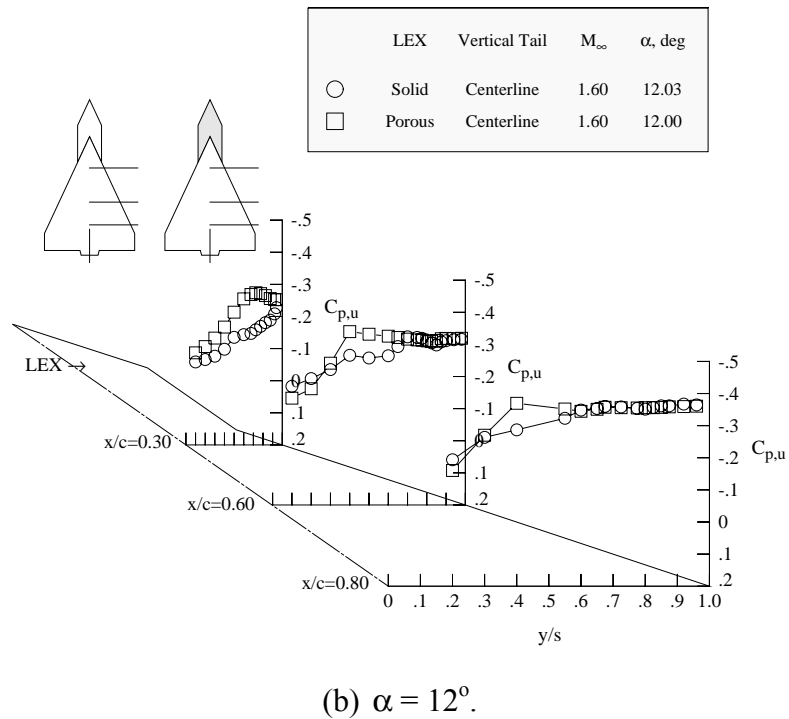 LEX Vertical Tail M∞ α, deg
Solid Centerline 1.60 12.03
Porous Centerline 1.60 12.00
-.5
-.4
-.3
-.2
-.1
0
.1
.2
Cp,u
-.5
-.4
-.3
-.2
-.1
0
.1
.2
Cp,u
-.5
-.4
-.3
-.2
-.1
0
.1
.2
Cp,u
LEX →
x/c=0.30
x/c=0.60
x/c=0.80
0 .1 .2 .3 .4 .5 .6 .7 .8 .9 1.0
y/s
(b) α = 12°.